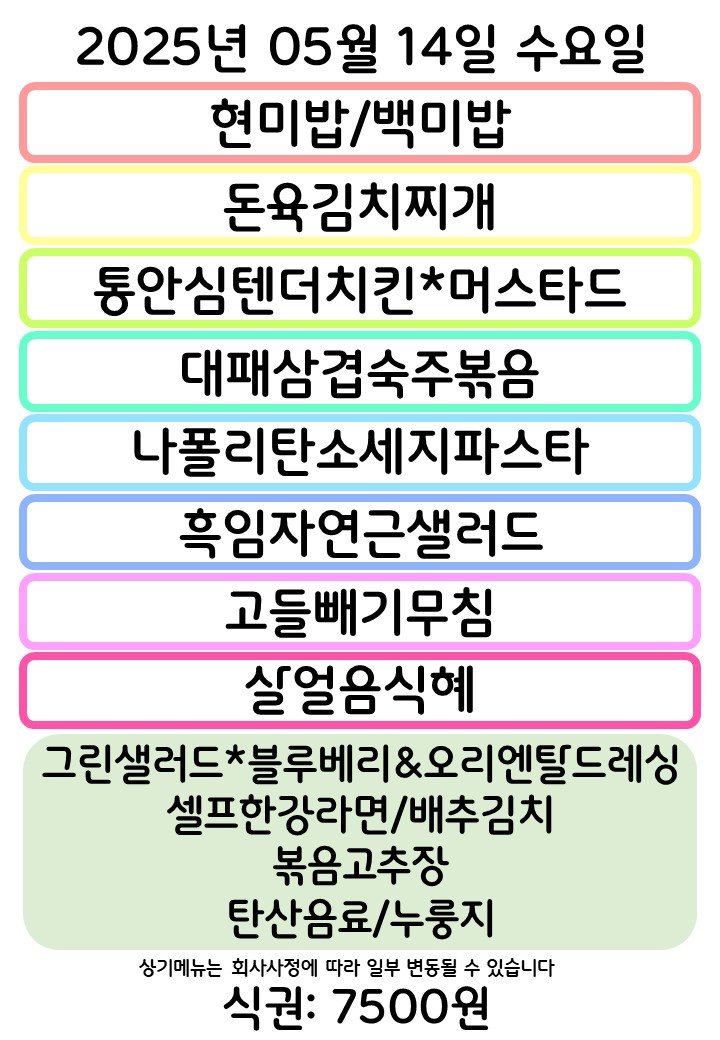 2025년 05월 14일 수요일
현미밥/백미밥
돈육김치찌개
통안심텐더치킨*머스타드
대패삼겹숙주볶음
나폴리탄소세지파스타
흑임자연근샐러드
고들빼기무침
살얼음식혜
그린샐러드*블루베리&오리엔탈드레싱
셀프한강라면/배추김치
볶음고추장
탄산음료/누룽지
상기메뉴는 회사사정에 따라 일부 변동될 수 있습니다
식권: 7500원